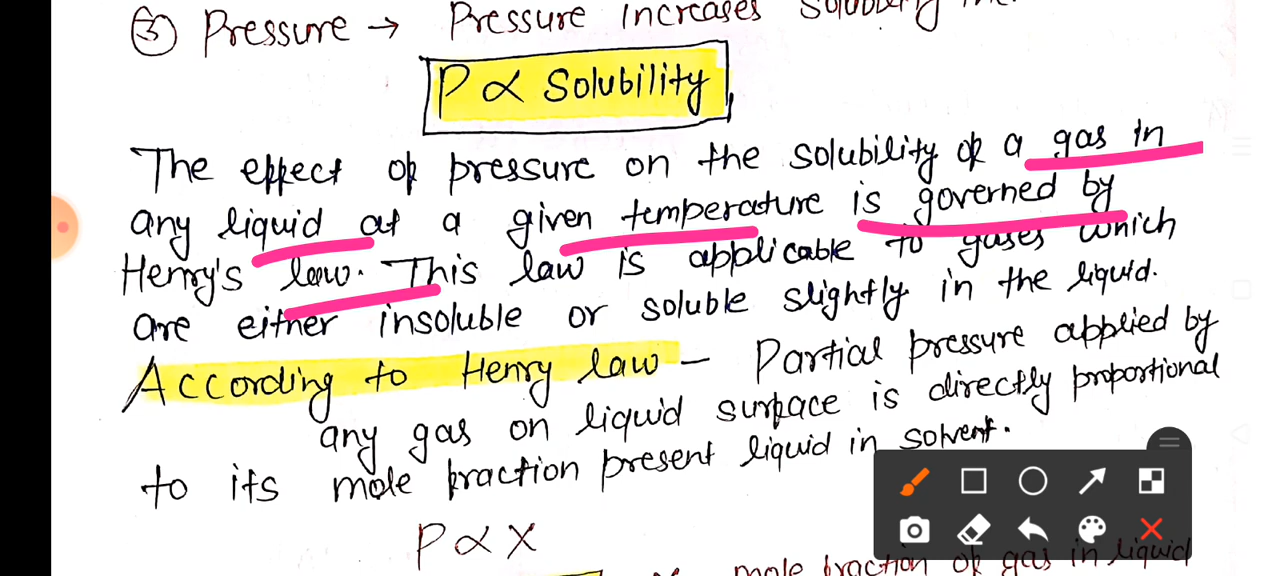 ③ Pressure → Pressure increases
P ∝ Solubility
The effect of pressure on the solubility of a gas in
any liquid at a given temperature is governed by
Henry's law. This law is applicable to gases which
are either insoluble or soluble slightly in the liquid.
According to Henry law – Partial pressure applied by
any gas on liquid surface is directly proportional
to its mole fraction present liquid in solvent.
P ∝ X
mole fraction of gas in liquid